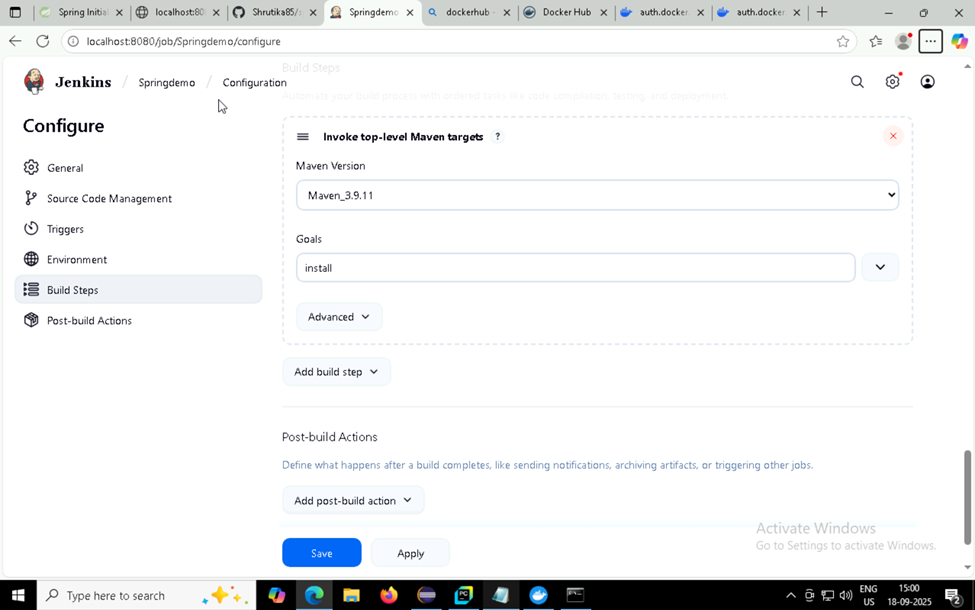 Spring Initial
localhost:808
Shrutika85/s
Springdemo
dockerhub -
Docker Hub
auth.docker
auth.docker
localhost:8080/job/Springdemo/configure
Jenkins / Springdemo / Configuration
Build Steps
Automate your build process with ordered tasks like code compilation, testing, and deployment.
Configure
General
Source Code Management
Triggers
Environment
Build Steps
Post-build Actions
Invoke top-level Maven targets ?
Maven Version
Maven_3.9.11
Goals
install
Advanced
Add build step
Post-build Actions
Define what happens after a build completes, like sending notifications, archiving artifacts, or triggering other jobs.
Add post-build action
Save
Apply
Activate Windows
Go to Settings to activate Windows.
Type here to search
PC
ENG
US
15:00
18-09-2025
2